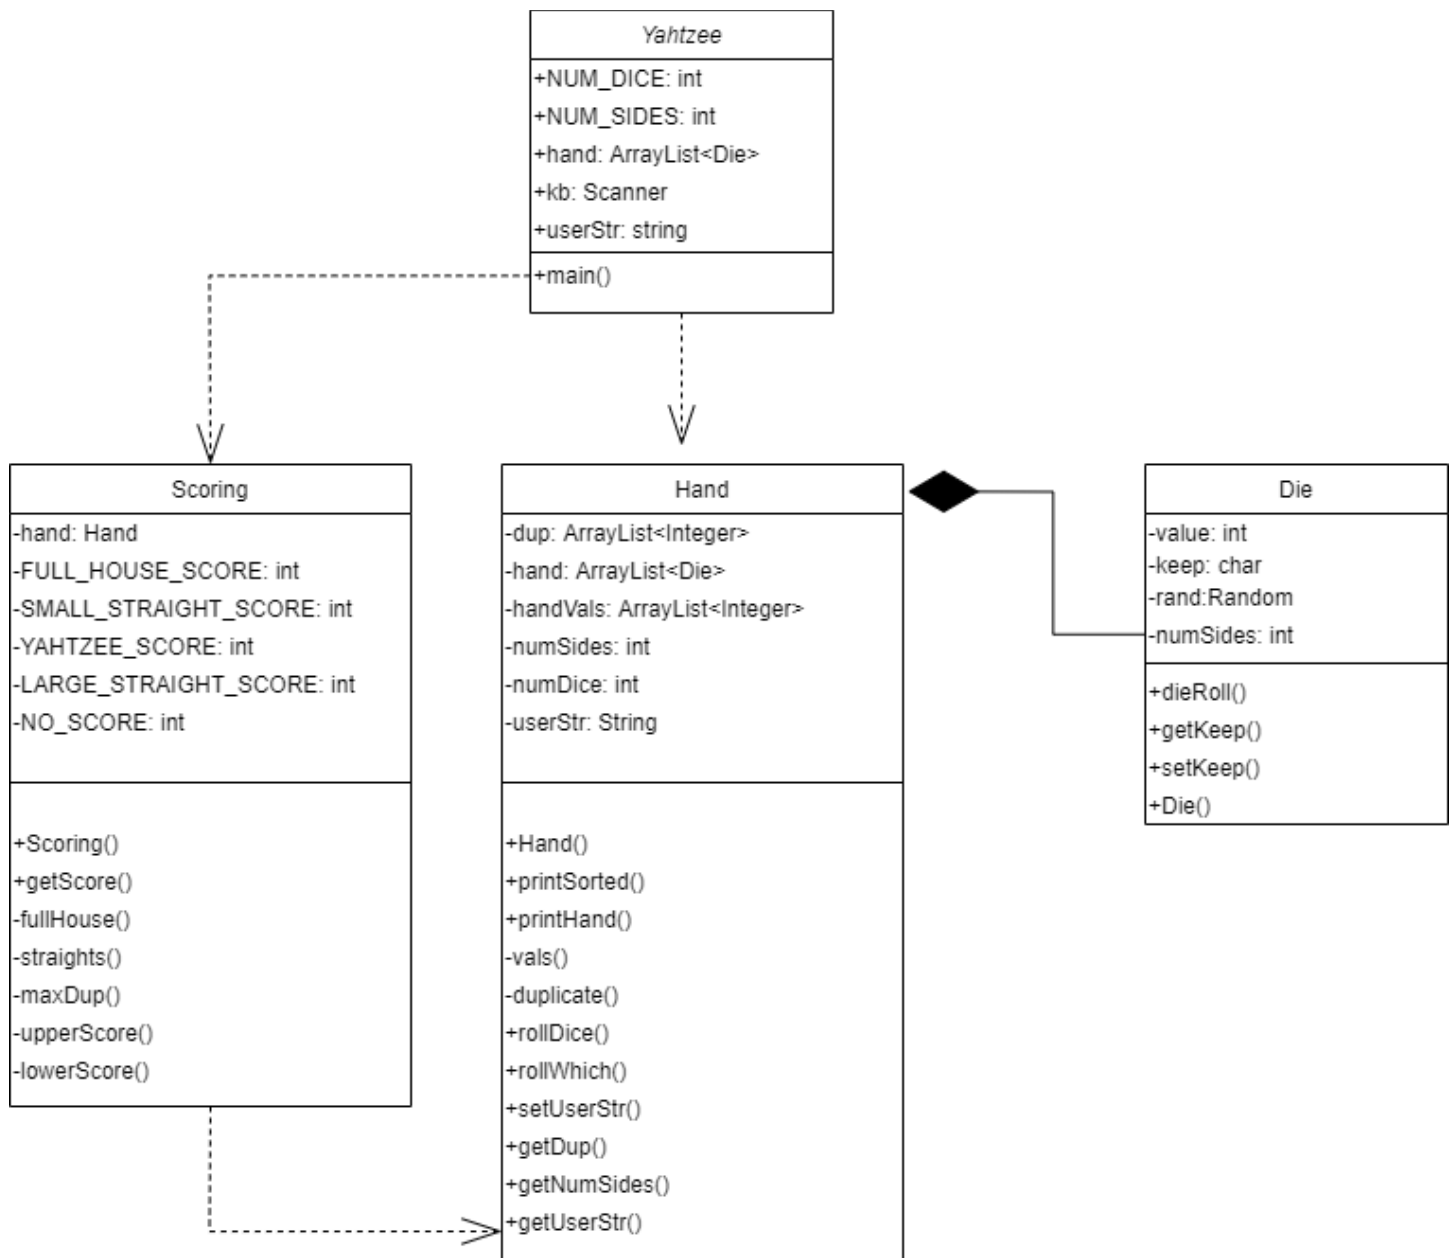 Yahtzee
+NUM_DICE: int
+NUM_SIDES: int
+hand: ArrayList<Die>
+kb: Scanner
+userStr: string
+main()
Scoring
-hand: Hand
-FULL_HOUSE_SCORE: int
-SMALL_STRAIGHT_SCORE: int
-YAHTZEE_SCORE: int
-LARGE_STRAIGHT_SCORE: int
-NO_SCORE: int
+Scoring()
+getScore()
-fullHouse()
-straights()
-maxDup()
-upperScore()
-lowerScore()
Hand
-dup: ArrayList<Integer>
-hand: ArrayList<Die>
-handVals: ArrayList<Integer>
-numSides: int
-numDice: int
-userStr: String
+Hand()
+printSorted()
+printHand()
-vals()
-duplicate()
+rollDice()
+rollWhich()
+setUserStr()
+getDup()
+getNumSides()
+getUserStr()
Die
-value: int
-keep: char
-rand:Random
-numSides: int
+dieRoll()
+getKeep()
+setKeep()
+Die()